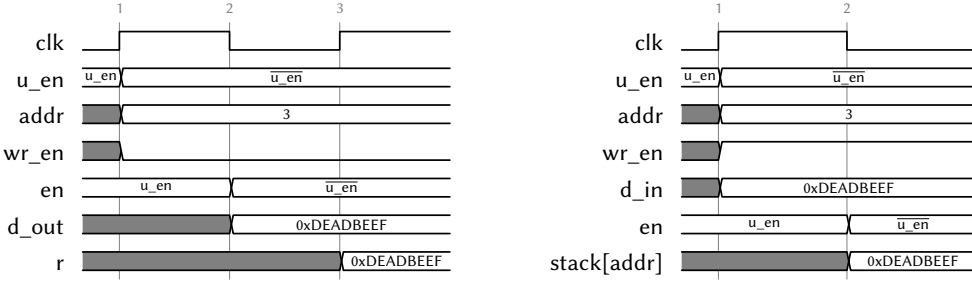 1 2 3
clk
u_en u_en u_en
addr 3
wr_en
en u_en u_en
d_out 0xDEADBEEF
r 0xDEADBEEF
1 2
clk
u_en u_en u_en
addr 3
wr_en
d_in 0xDEADBEEF
en u_en u_en
stack[addr] 0xDEADBEEF